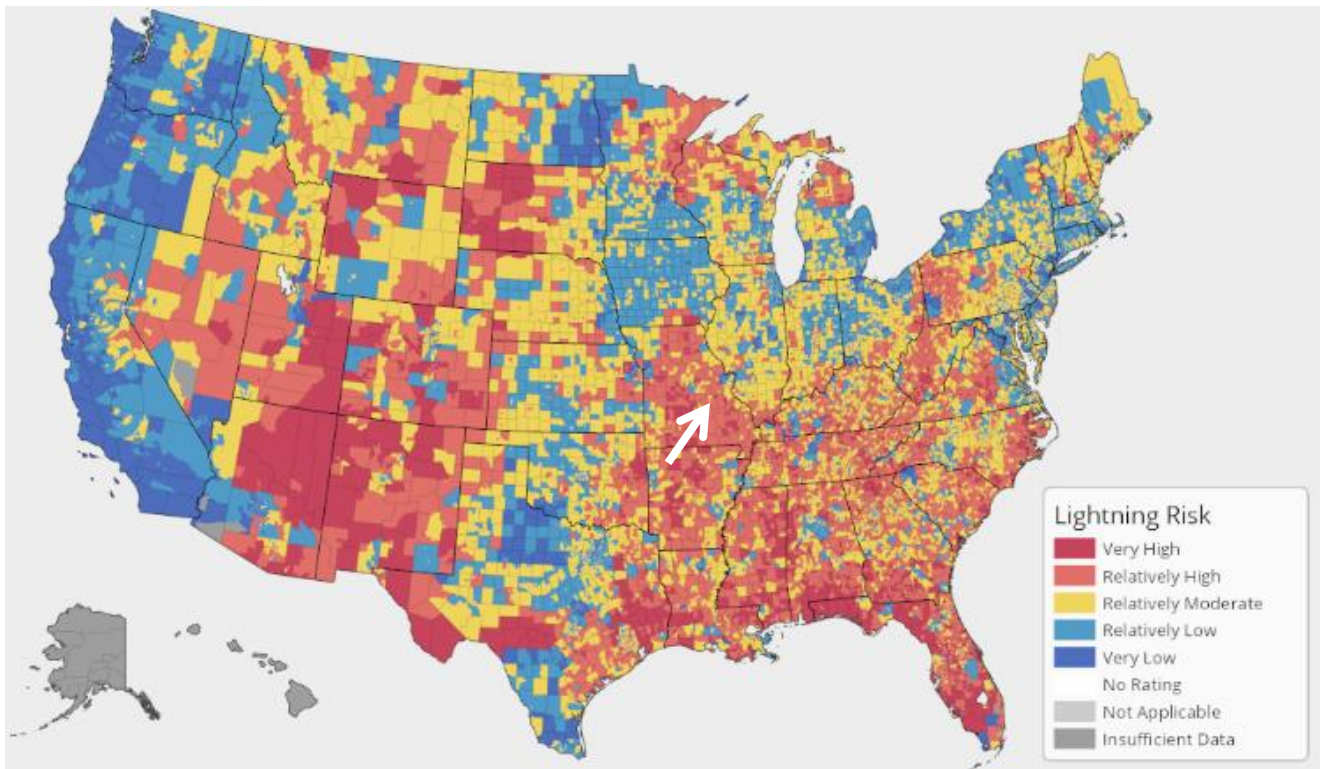 Lightning Risk
Very High
Relatively High
Relatively Moderate
Relatively Low
Very Low
No Rating
Not Applicable
Insufficient Data